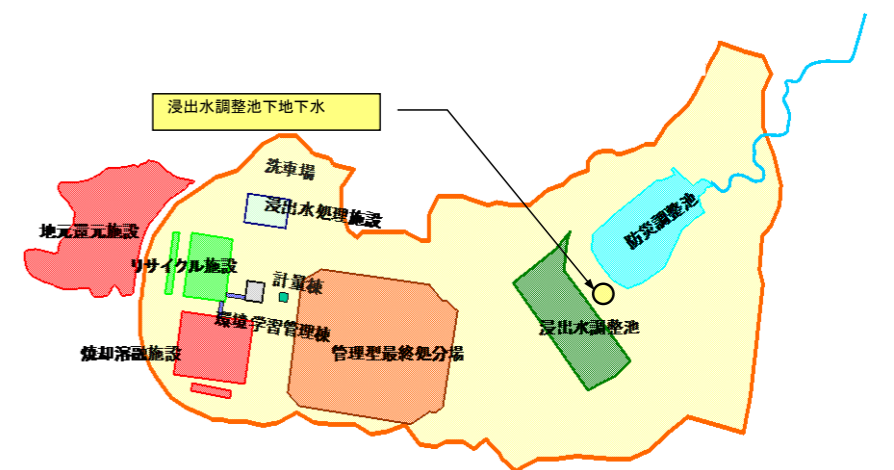 浸出水調整池下地下水
洗車場
浸出水処理施設
防災調整池
地元還元施設
リサイクル施設
計量棟
環境学習管理棟
浸出水調整池
焼却溶融施設
管理型最終処分場